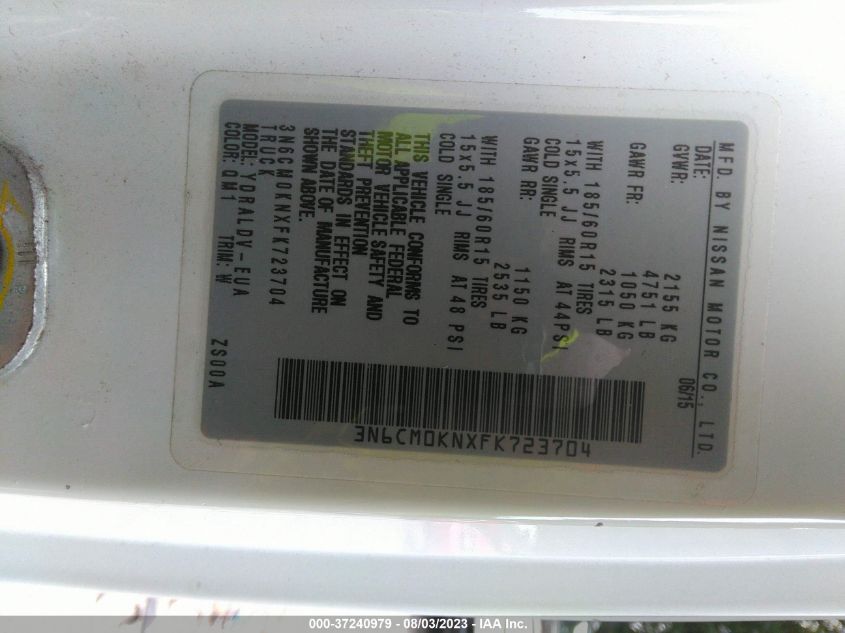 MFD. BY NISSAN MOTOR CO., LTD.
DATE: 06/15
GVWR: 2155 KG
4751 LB
GAWR FR: 1050 KG
2315 LB
WITH 185/60R15 TIRES
15x5.5 JJ RIMS AT 44PSI
COLD SINGLE
GAWR RR: 1150 KG
2535 LB
WITH 185/60R15 TIRES
15x5.5 JJ RIMS AT 48 PSI
COLD SINGLE
THIS VEHICLE CONFORMS TO
ALL APPLICABLE FEDERAL
MOTOR VEHICLE SAFETY AND
THEFT PREVENTION
STANDARDS IN EFFECT ON
THE DATE OF MANUFACTURE
SHOWN ABOVE.
3N6CM0KNXFK723704
TRUCK
MODEL: YDRALDV-EUA
COLOR: QM1 TRIM: W ZS00A
3N6CM0KNXFK723704
000-37240979 - 08/03/2023 - IAA Inc.